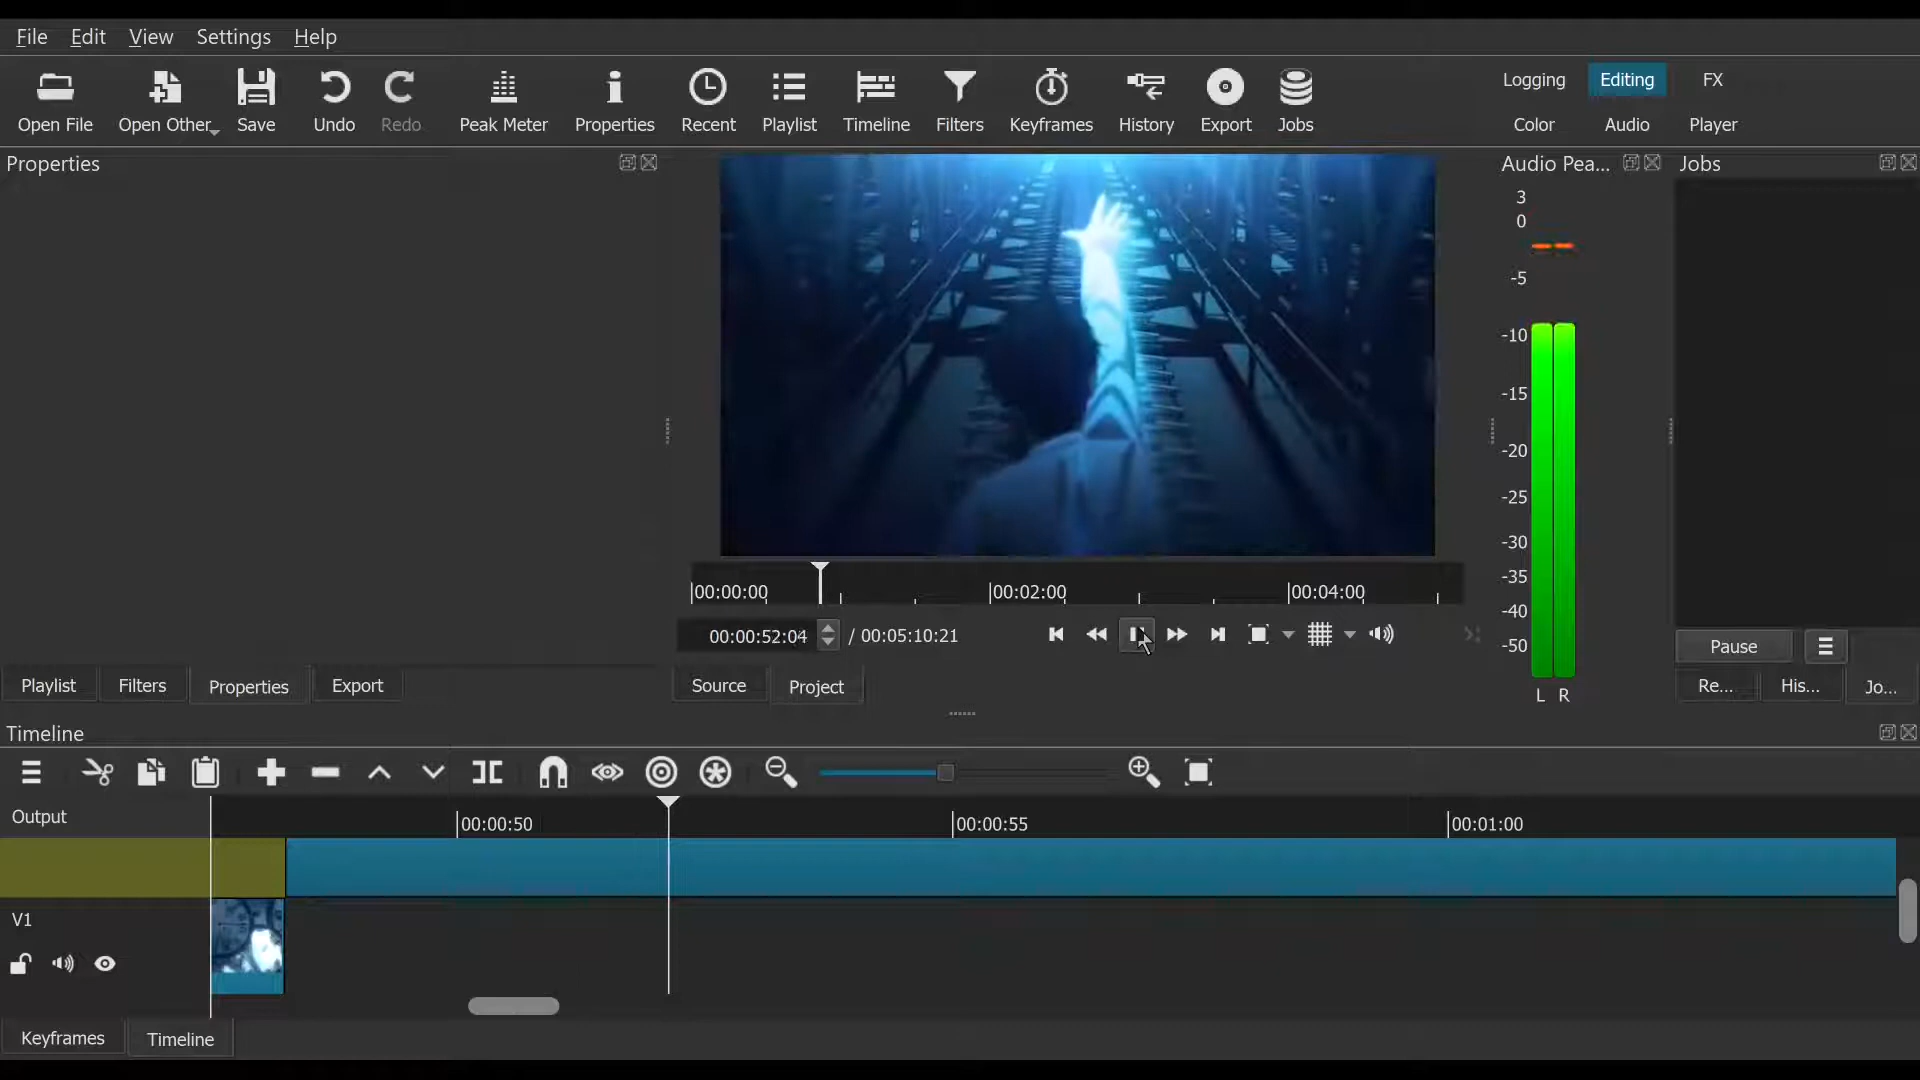 File Edit View Settings Help
Open File Open Other Save Undo Redo Peak Meter Properties Recent Playlist Timeline Filters Keyframes History Export Jobs
Logging Editing FX
Color Audio Player
Properties
Audio Pea...
Jobs
3
0
-5
-10
-15
-20
-25
-30
-35
-40
-50
L R
00:00:00 00:02:00 00:04:00
00:00:52:04 / 00:05:10:21
Pause
Playlist Filters Properties Export
Source Project
Re... His... Jo...
Timeline
Output
00:00:50 00:00:55 00:01:00
V1
Keyframes Timeline